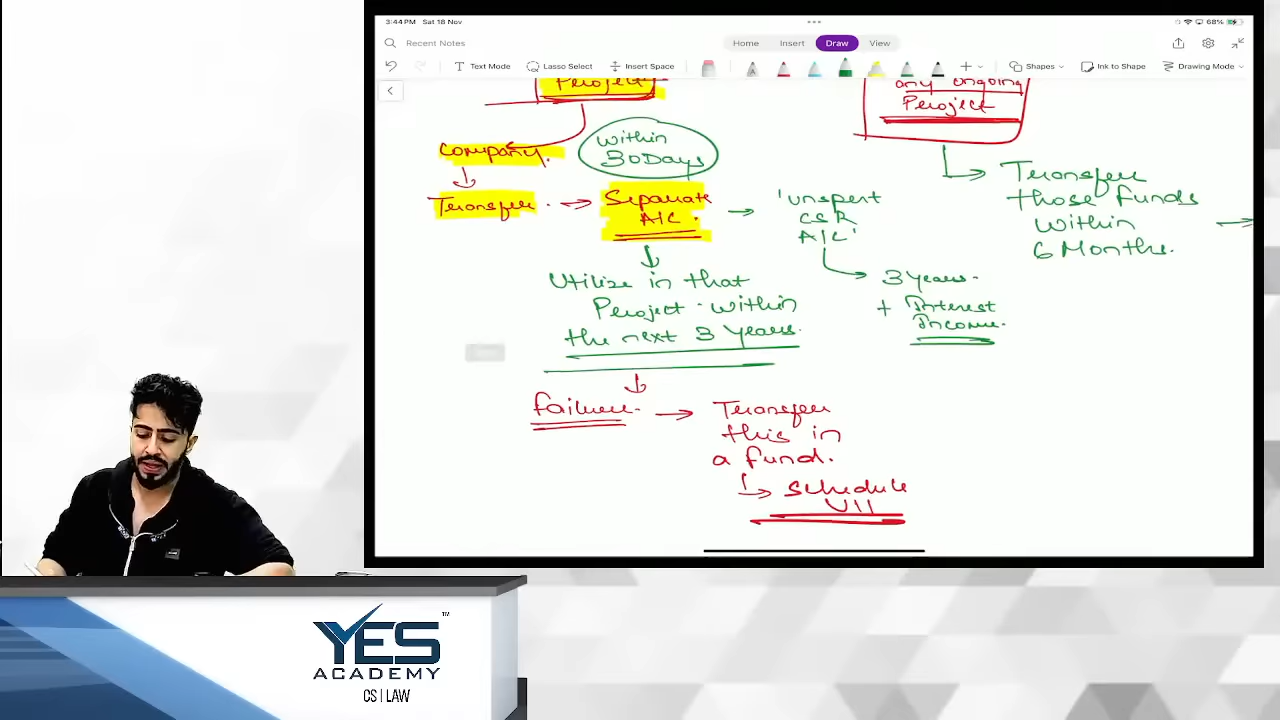 3:44 PM Sat 18 Nov
68%
Recent Notes
Home Insert Draw View
Text Mode Lasso Select Insert Space Shapes Ink to Shape Drawing Mode
Project
any ongoing
Project
Company.
Within
30 Days
Transfer
Separate
A/C.
'unspent
CSR
A/C'
Transfer
those Funds
Within
6 Months.
Utilize in that
Project within
the next 3 Years.
3 Years.
+ Interest
Income.
Failure.
Transfer
this in
a fund.
Schedule
VII
YES
TM
ACADEMY
CS | LAW